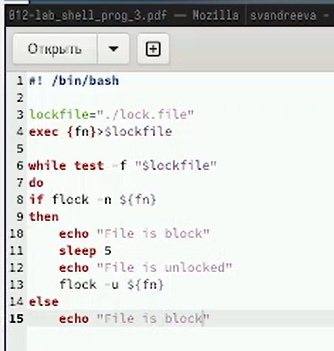 012-lab_shell_prog_3.pdf — Mozilla svandreeva -
Открыть
1 #! /bin/bash
2
3 lockfile="./lock.file"
4 exec {fn}>$lockfile
5
6 while test -f "$lockfile"
7 do
8 if flock -n ${fn}
9 then
10 echo "File is block"
11 sleep 5
12 echo "File is unlocked"
13 flock -u ${fn}
14 else
15 echo "File is block"